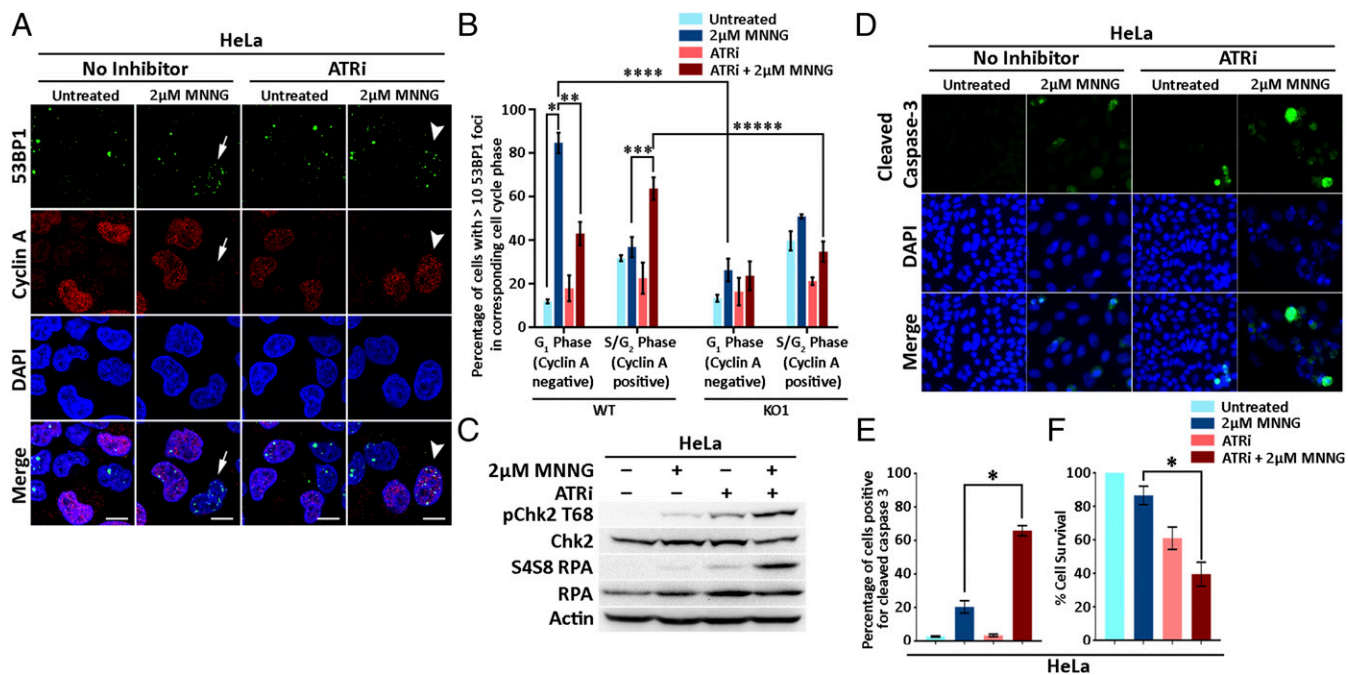 A
HeLa
No Inhibitor ATRi
Untreated 2μM MNNG Untreated 2μM MNNG
53BP1
Cyclin A
DAPI
Merge
B
Untreated
2μM MNNG
ATRi
ATRi + 2μM MNNG
Percentage of cells with > 10 53BP1 foci
in corresponding cell cycle phase
100
80
60
40
20
0
* ** **** *** *****
G1 Phase S/G2 Phase G1 Phase S/G2 Phase
(Cyclin A (Cyclin A (Cyclin A (Cyclin A
negative) positive) negative) positive)
WT KO1
C
HeLa
2μM MNNG – + – +
ATRi – – + +
pChk2 T68
Chk2
S4S8 RPA
RPA
Actin
D
HeLa
No Inhibitor ATRi
Untreated 2μM MNNG Untreated 2μM MNNG
Cleaved
Caspase-3
DAPI
Merge
Untreated
2μM MNNG
ATRi
ATRi + 2μM MNNG
E
Percentage of cells positive
for cleaved caspase 3
100
80
60
40
20
0
*
F
% Cell Survival
100
80
60
40
20
0
*
HeLa